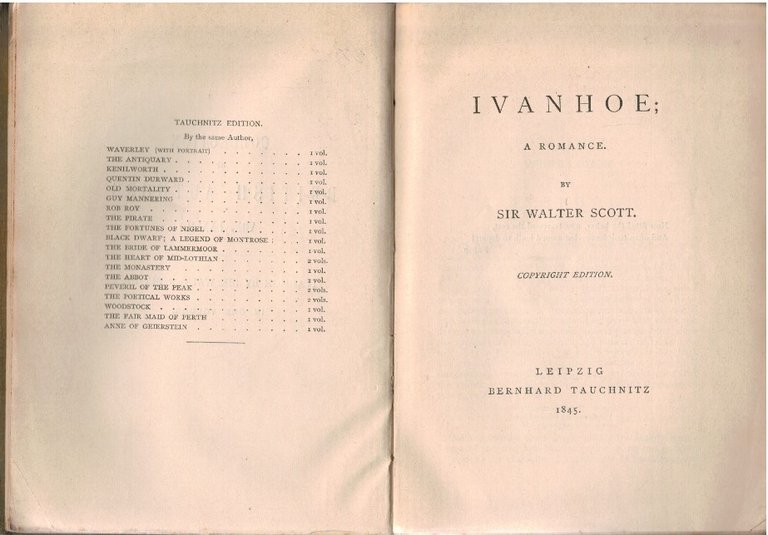 TAUCHNITZ EDITION.
By the same Author,
WAVERLEY (WITH PORTRAIT) . . . . . . . 1 vol.
THE ANTIQUARY . . . . . . . . . . 1 vol.
KENILWORTH . . . . . . . . . . . 1 vol.
QUENTIN DURWARD . . . . . . . . . 1 vol.
OLD MORTALITY . . . . . . . . . . 1 vol.
GUY MANNERING . . . . . . . . . . 1 vol.
ROB ROY . . . . . . . . . . . . 1 vol.
THE PIRATE . . . . . . . . . . . 1 vol.
THE FORTUNES OF NIGEL . . . . . . . 1 vol.
BLACK DWARF; A LEGEND OF MONTROSE . . . 1 vol.
THE BRIDE OF LAMMERMOOR . . . . . . 1 vol.
THE HEART OF MID-LOTHIAN . . . . . . 2 vols.
THE MONASTERY . . . . . . . . . . 1 vol.
THE ABBOT . . . . . . . . . . . 1 vol.
PEVERIL OF THE PEAK . . . . . . . . 2 vols.
THE POETICAL WORKS . . . . . . . . 2 vols.
WOODSTOCK . . . . . . . . . . . 1 vol.
THE FAIR MAID OF PERTH . . . . . . . 1 vol.
ANNE OF GEIERSTEIN . . . . . . . . 1 vol.
IVANHOE;
A ROMANCE.
BY
SIR WALTER SCOTT.
COPYRIGHT EDITION.
LEIPZIG
BERNHARD TAUCHNITZ
1845.